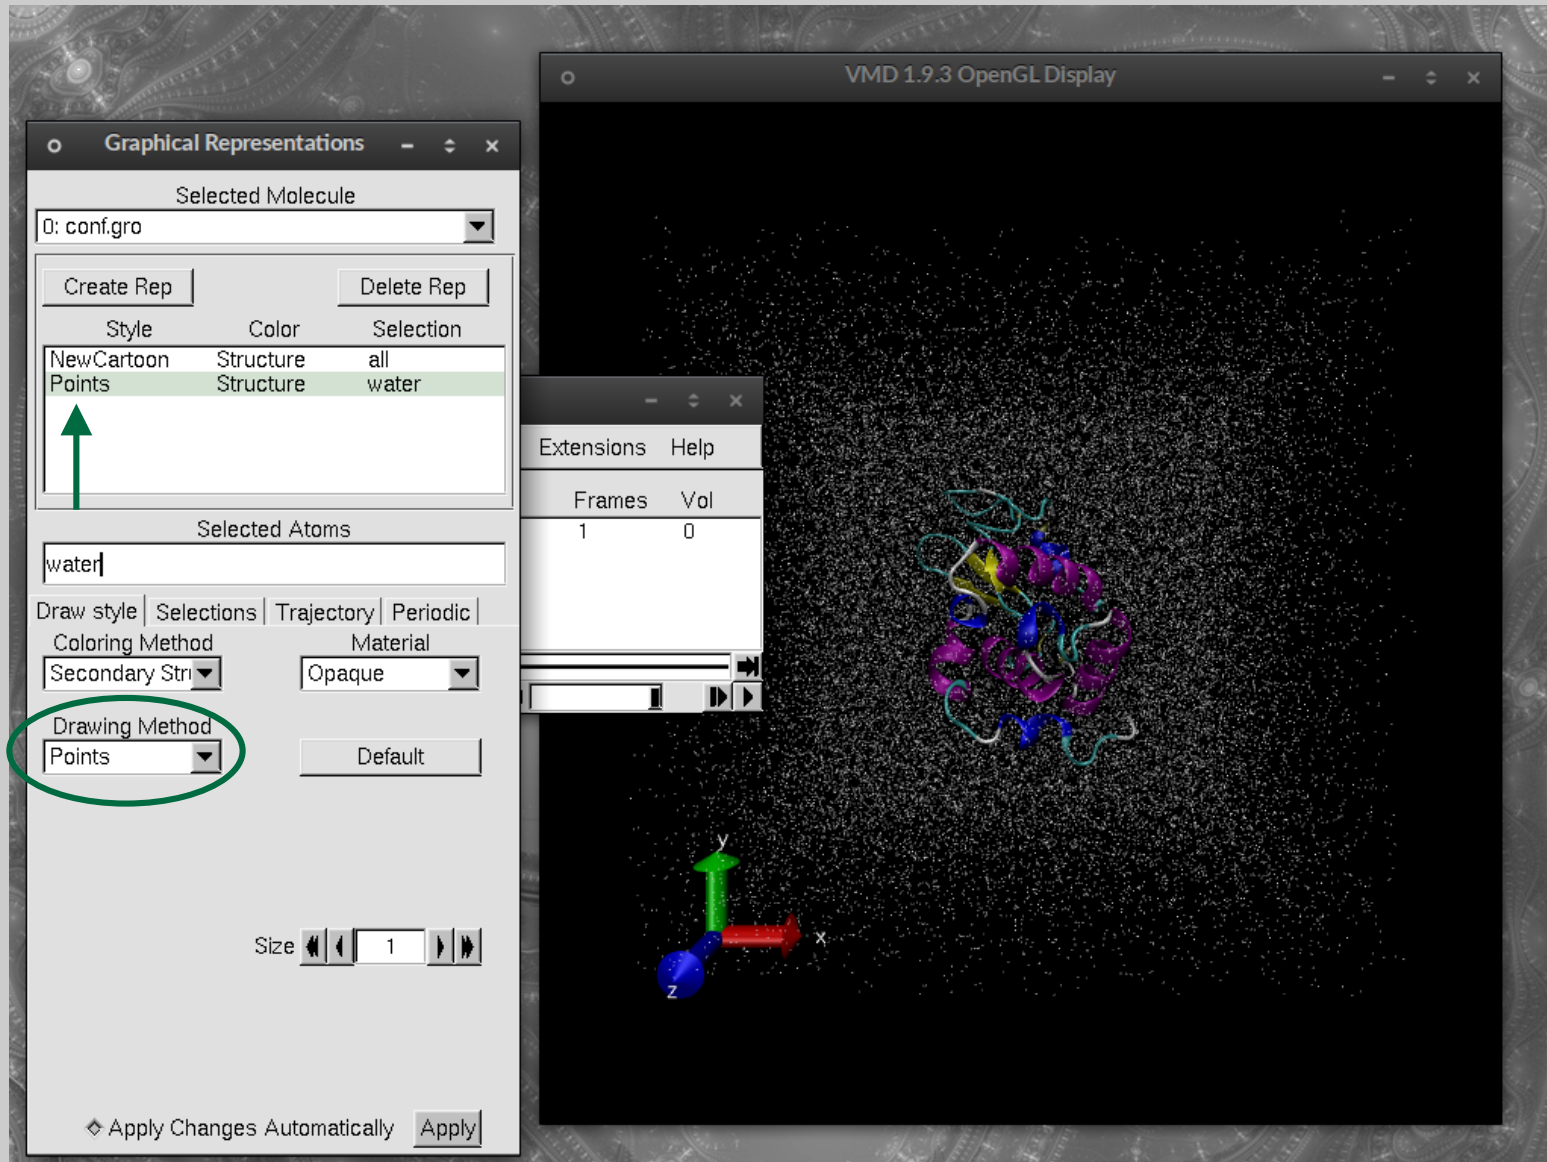 VMD 1.9.3 OpenGL Display
Graphical Representations
Selected Molecule
0: conf.gro
Create Rep Delete Rep
Style Color Selection
NewCartoon Structure all
Points Structure water
Selected Atoms
water
Draw style Selections Trajectory Periodic
Coloring Method Material
Secondary Stru Opaque
Drawing Method
Points Default
Size 1
Apply Changes Automatically Apply
Extensions Help
Frames Vol
1 0
y
x
z